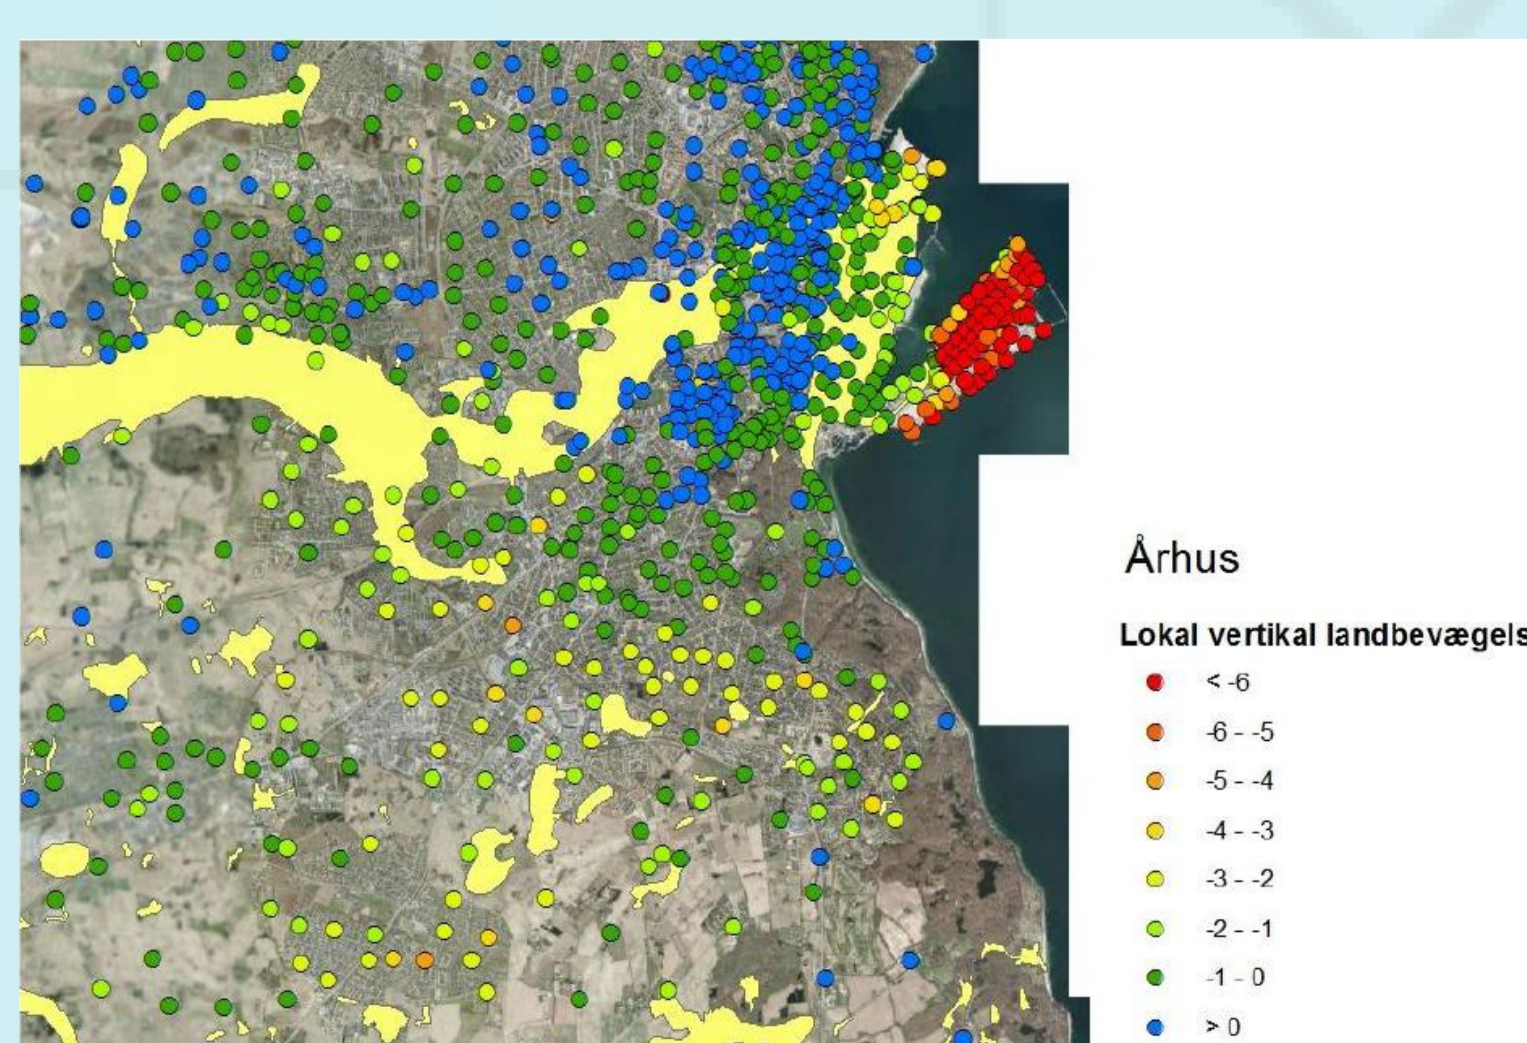 Århus
Lokal vertikal landbevægels
< -6
-6 - -5
-5 - -4
-4 - -3
-3 - -2
-2 - -1
-1 - 0
> 0